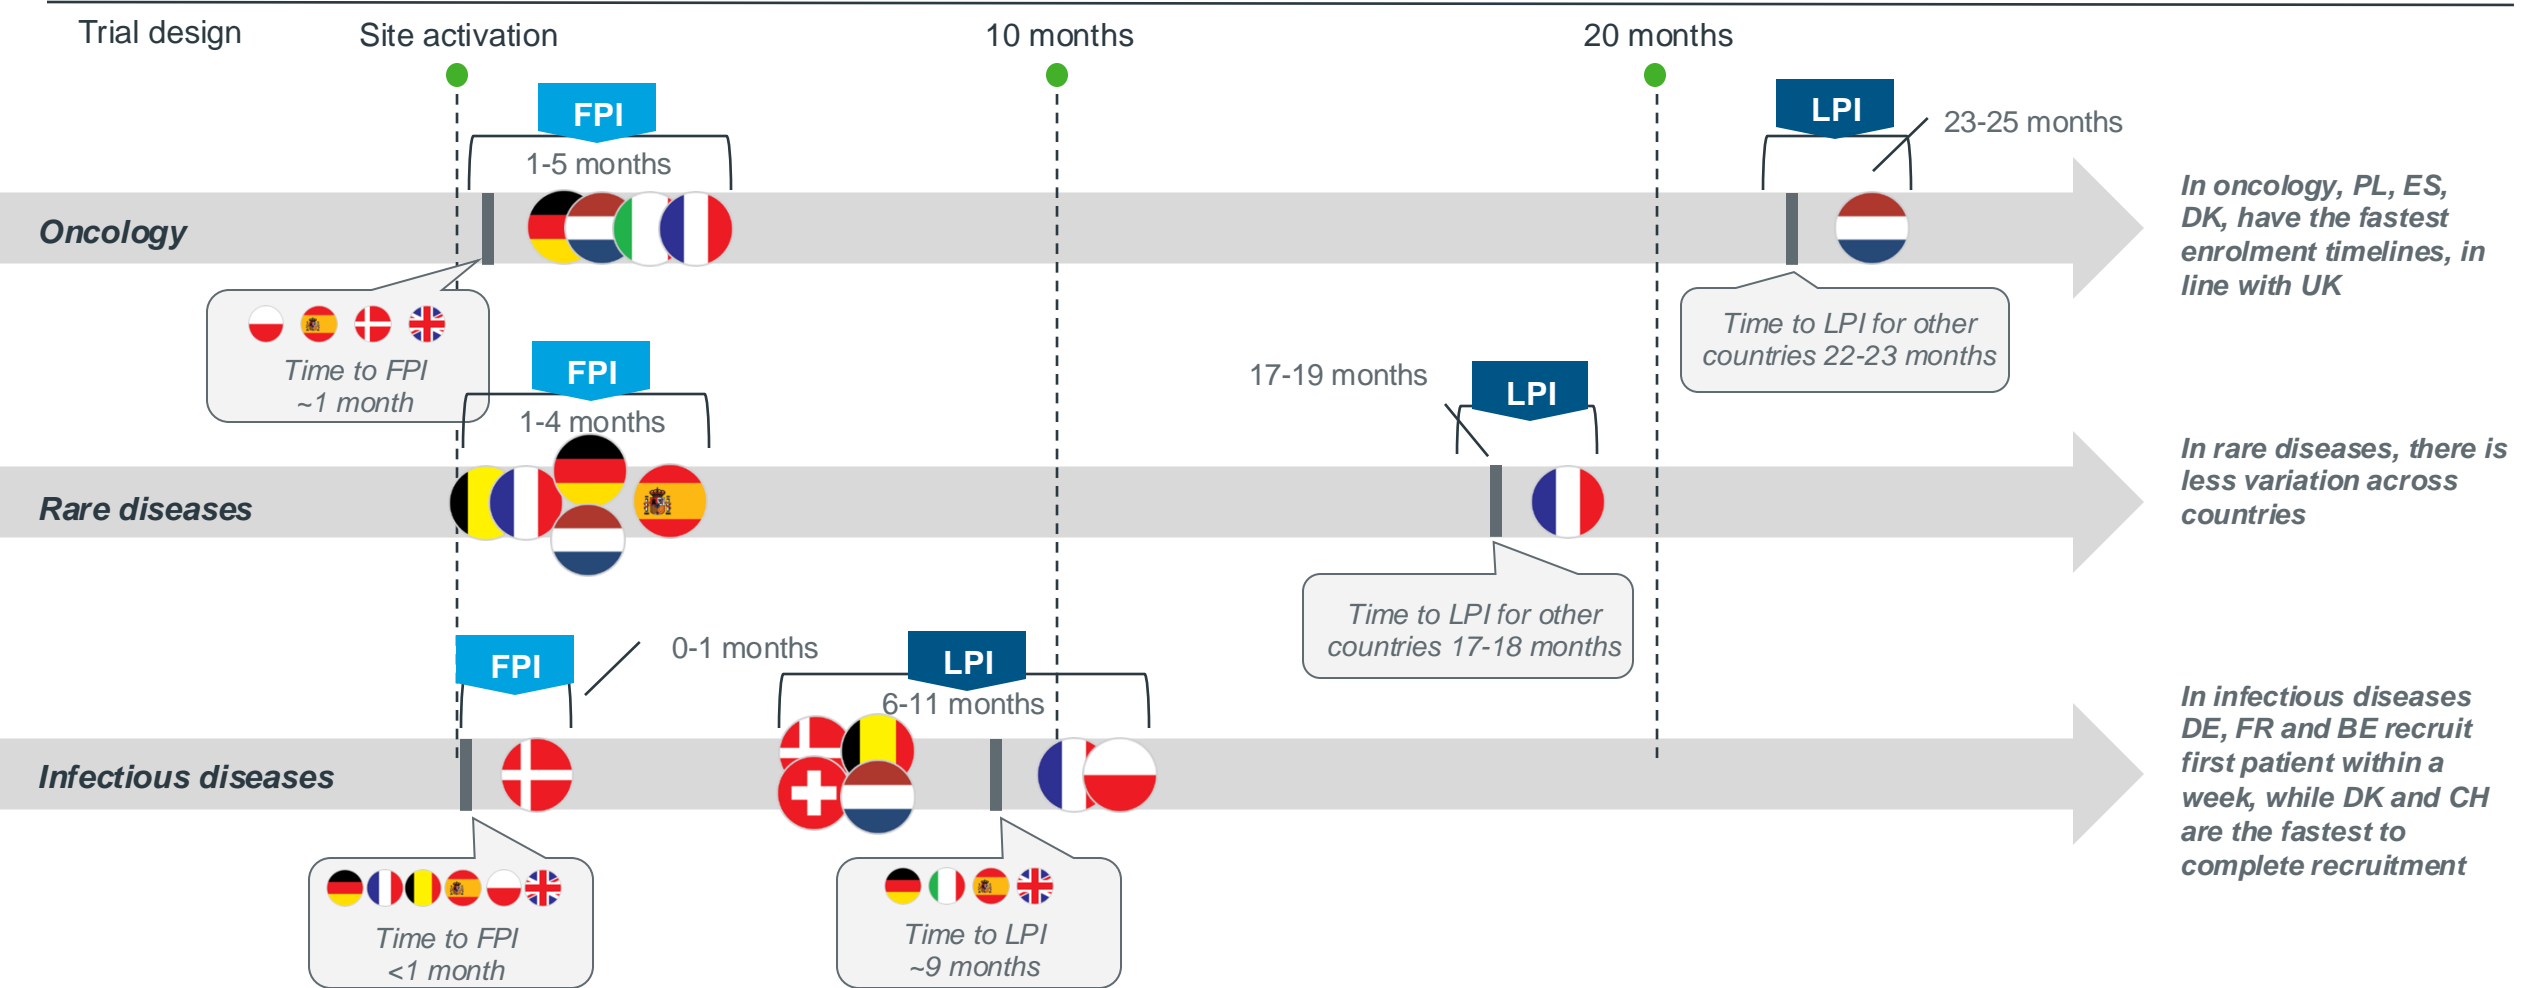 Trial design
Site activation
10 months
20 months
FPI
1-5 months
LPI
23-25 months
Oncology
In oncology, PL, ES,
DK, have the fastest
enrolment timelines, in
line with UK
Time to FPI
~1 month
Time to LPI for other
countries 22-23 months
FPI
1-4 months
17-19 months
LPI
Rare diseases
In rare diseases, there is
less variation across
countries
Time to LPI for other
countries 17-18 months
FPI
0-1 months
LPI
6-11 months
Infectious diseases
In infectious diseases
DE, FR and BE recruit
first patient within a
week, while DK and CH
are the fastest to
complete recruitment
Time to FPI
<1 month
Time to LPI
~9 months